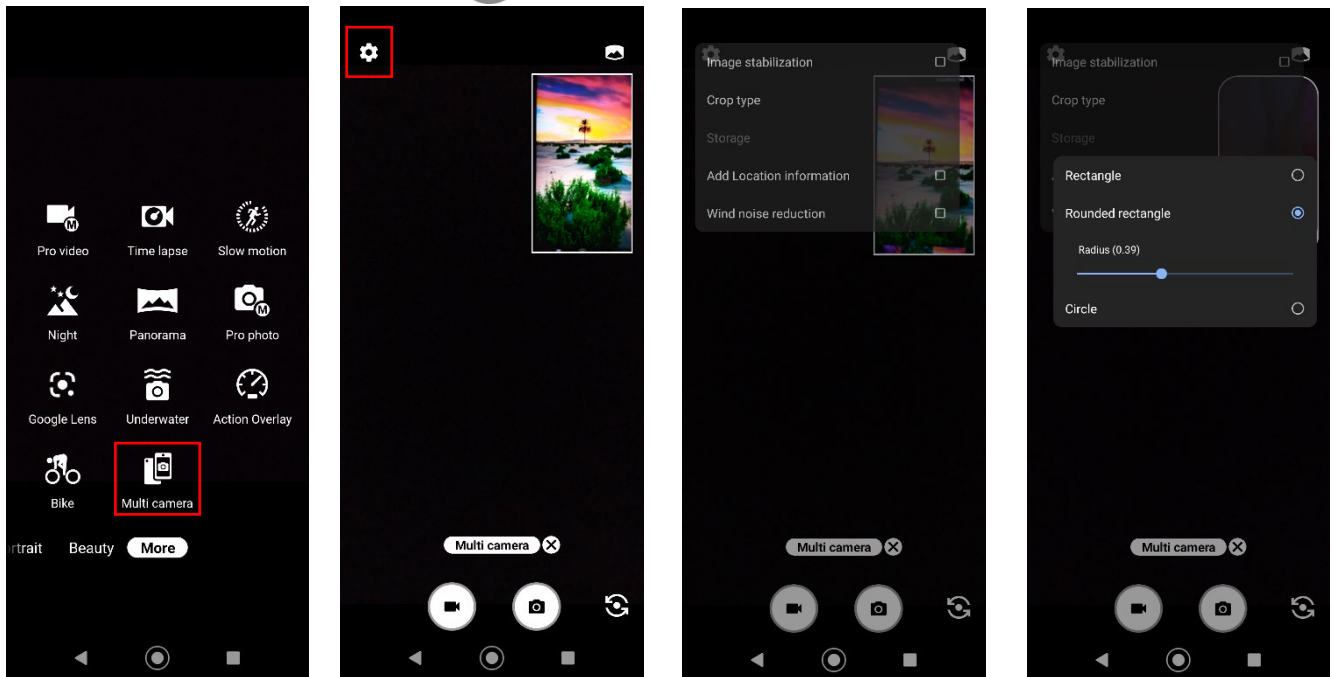 Pro video
Time lapse
Slow motion
Night
Panorama
Pro photo
Google Lens
Underwater
Action Overlay
Bike
Multi camera
rtrait
Beauty
More
Multi camera
Image stabilization
Crop type
Storage
Add Location information
Wind noise reduction
Multi camera
Image stabilization
Crop type
Storage
Rectangle
Rounded rectangle
Radius (0.39)
Circle
Multi camera